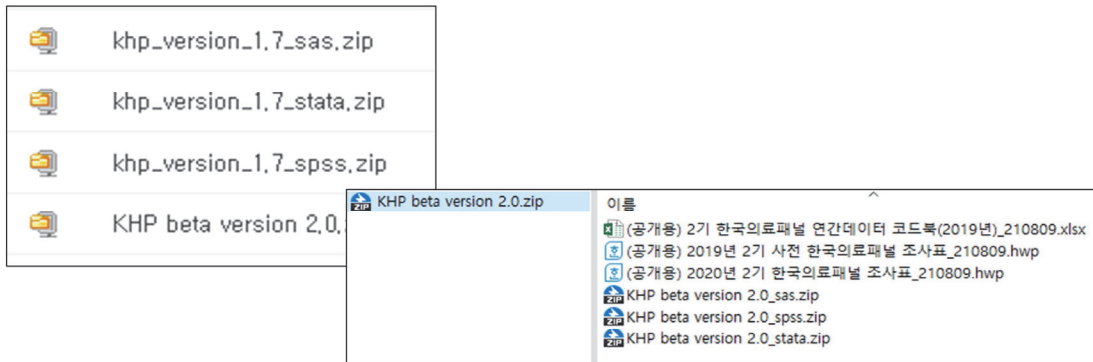 khp_version_1.7_sas.zip
khp_version_1.7_stata.zip
khp_version_1.7_spss.zip
KHP beta version 2.0.
KHP beta version 2.0.zip
이름
(공개용) 2기 한국의료패널 연간데이터 코드북(2019년)_210809.xlsx
(공개용) 2019년 2기 사전 한국의료패널 조사표_210809.hwp
(공개용) 2020년 2기 한국의료패널 조사표_210809.hwp
KHP beta version 2.0_sas.zip
KHP beta version 2.0_spss.zip
KHP beta version 2.0_stata.zip